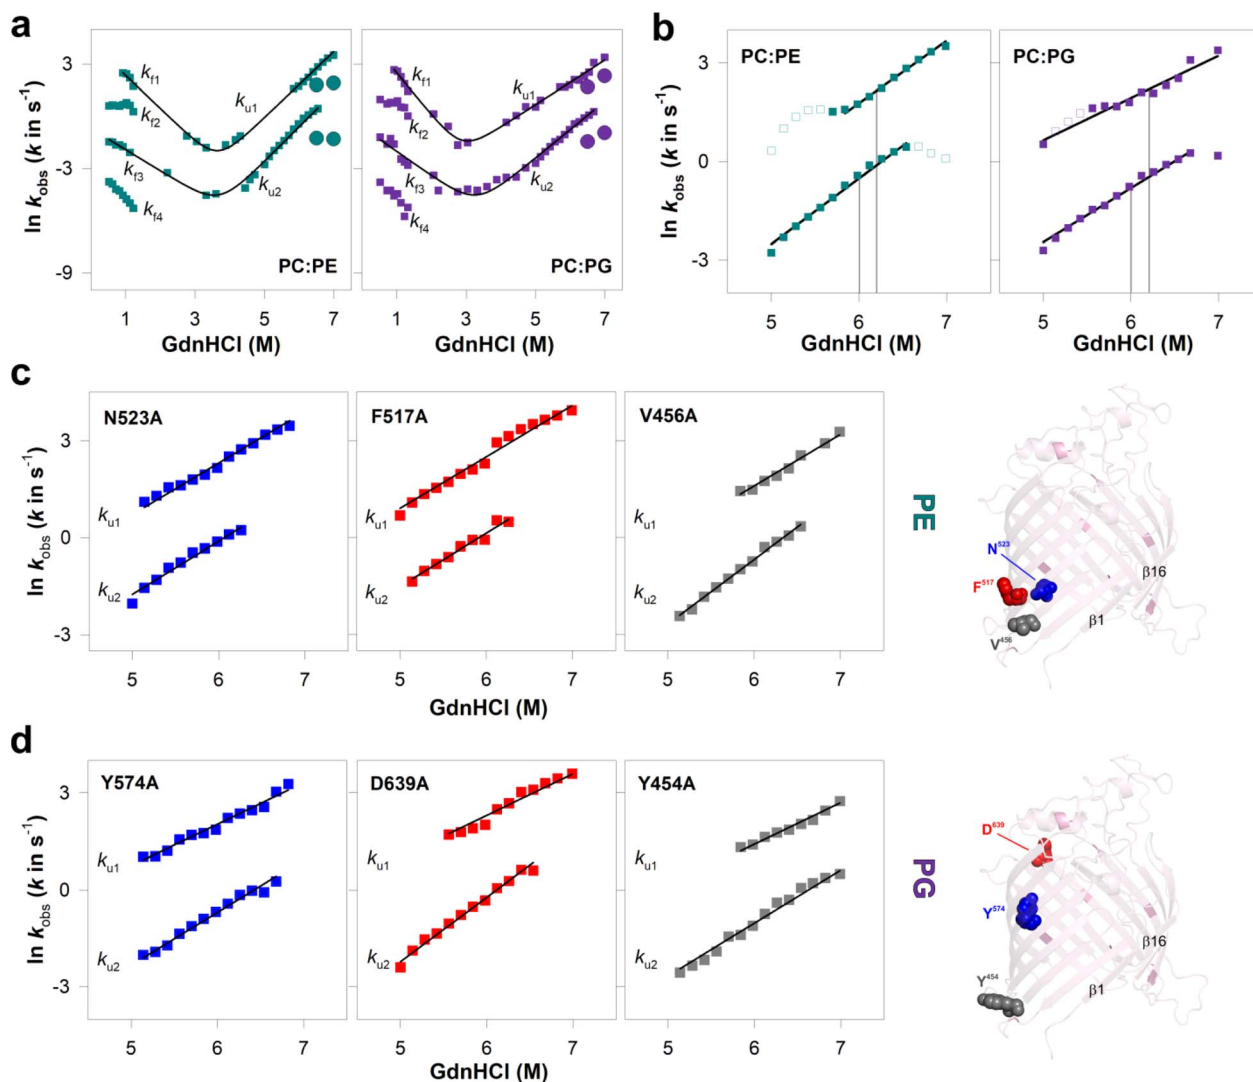 a
ln kobs (k in s-1)
3
-3
-9
kf1
kf2
kf3
kf4
ku1
ku2
PC:PE
1 3 5 7
GdnHCl (M)
kf1
kf2
kf3
kf4
ku1
ku2
PC:PG
1 3 5 7
GdnHCl (M)
b
ln kobs (k in s-1)
PC:PE
PC:PG
3
0
-3
5 6 7
5 6 7
GdnHCl (M)
GdnHCl (M)
c
ln kobs (k in s-1)
N523A
F517A
V456A
3
0
-3
ku1
ku2
ku1
ku2
ku1
ku2
5 6 7
5 6 7
5 6 7
GdnHCl (M)
PE
N523
F517
V456
β16
β1
d
ln kobs (k in s-1)
Y574A
D639A
Y454A
3
0
-3
ku1
ku2
ku1
ku2
ku1
ku2
5 6 7
5 6 7
5 6 7
GdnHCl (M)
PG
D639
Y574
Y454
β16
β1